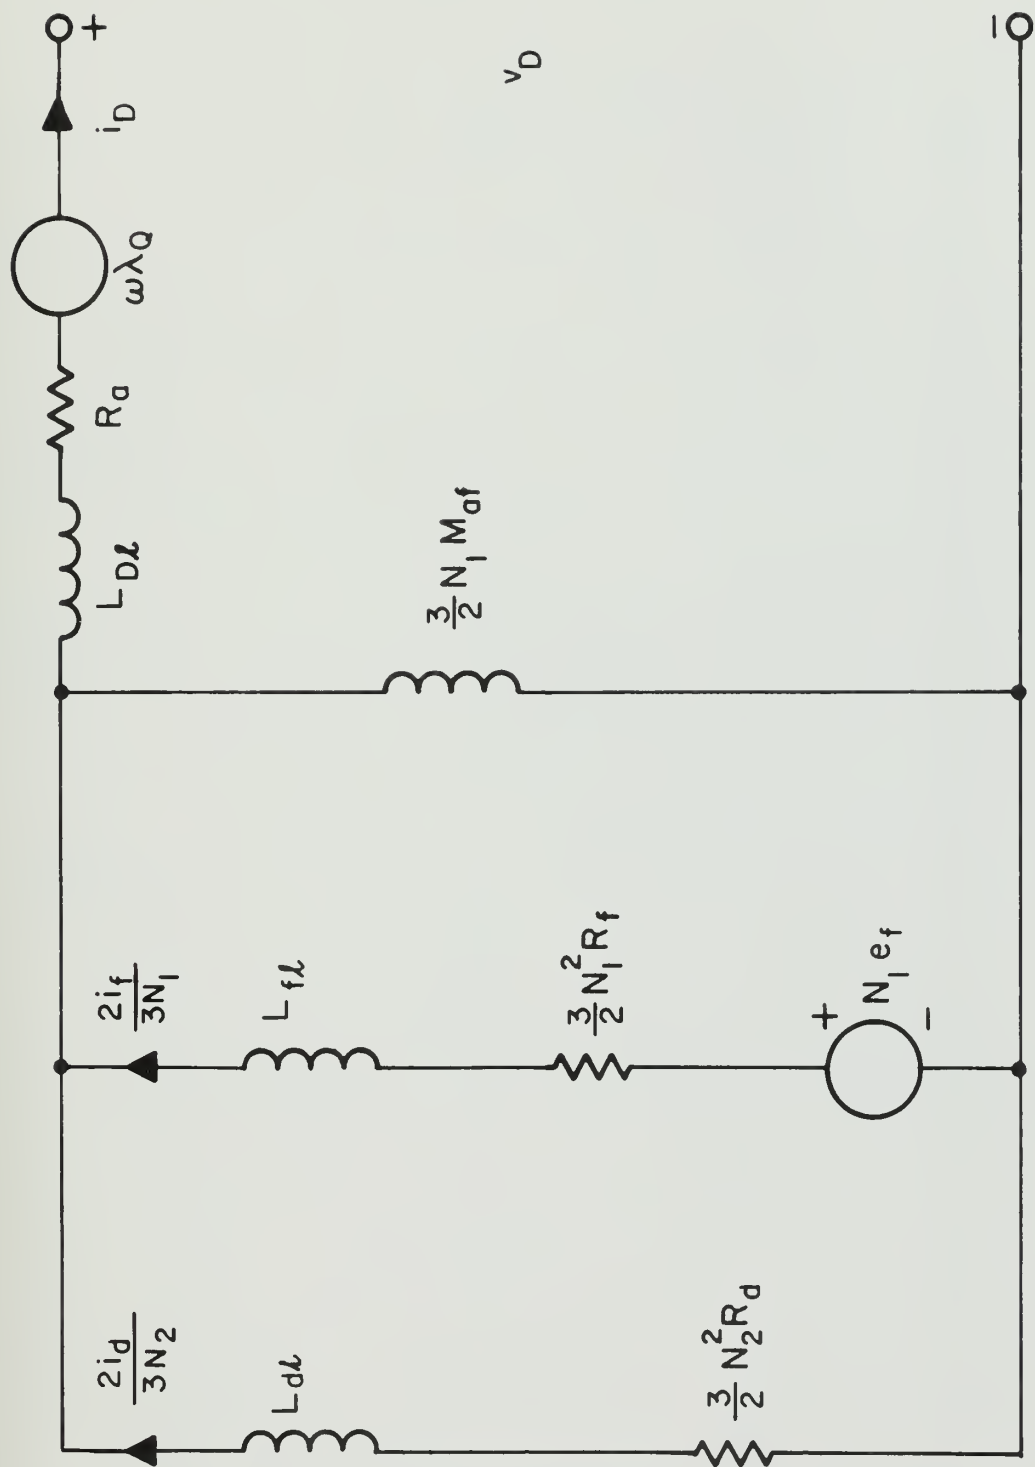 2i_d / 3N_2
L_dℓ
3/2 N_2^2 R_d
2i_f / 3N_1
L_fℓ
3/2 N_1^2 R_f
+
N_1 e_f
−
3/2 N_1 M_af
L_Dℓ
R_a
ωλ_Q
i_D
+
v_D
−